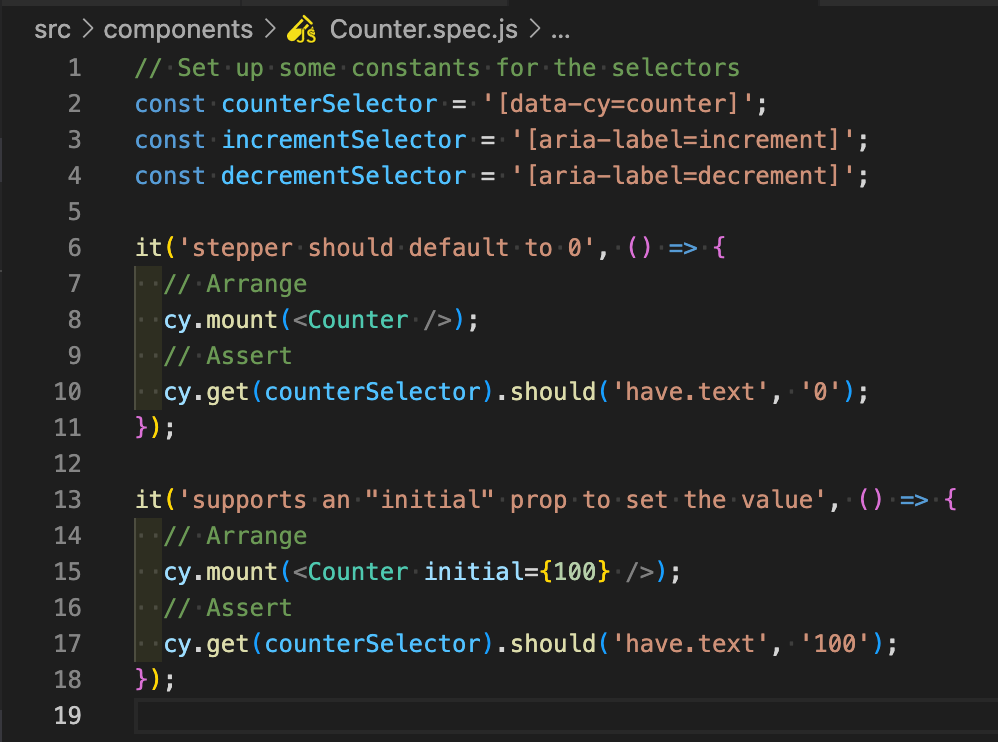 src > components > JS Counter.spec.js > ...
1 // Set up some constants for the selectors
2 const counterSelector = '[data-cy=counter]';
3 const incrementSelector = '[aria-label=increment]';
4 const decrementSelector = '[aria-label=decrement]';
5
6 it('stepper should default to 0', () => {
7   // Arrange
8   cy.mount(<Counter />);
9   // Assert
10   cy.get(counterSelector).should('have.text', '0');
11 });
12
13 it('supports an "initial" prop to set the value', () => {
14   // Arrange
15   cy.mount(<Counter initial={100} />);
16   // Assert
17   cy.get(counterSelector).should('have.text', '100');
18 });
19